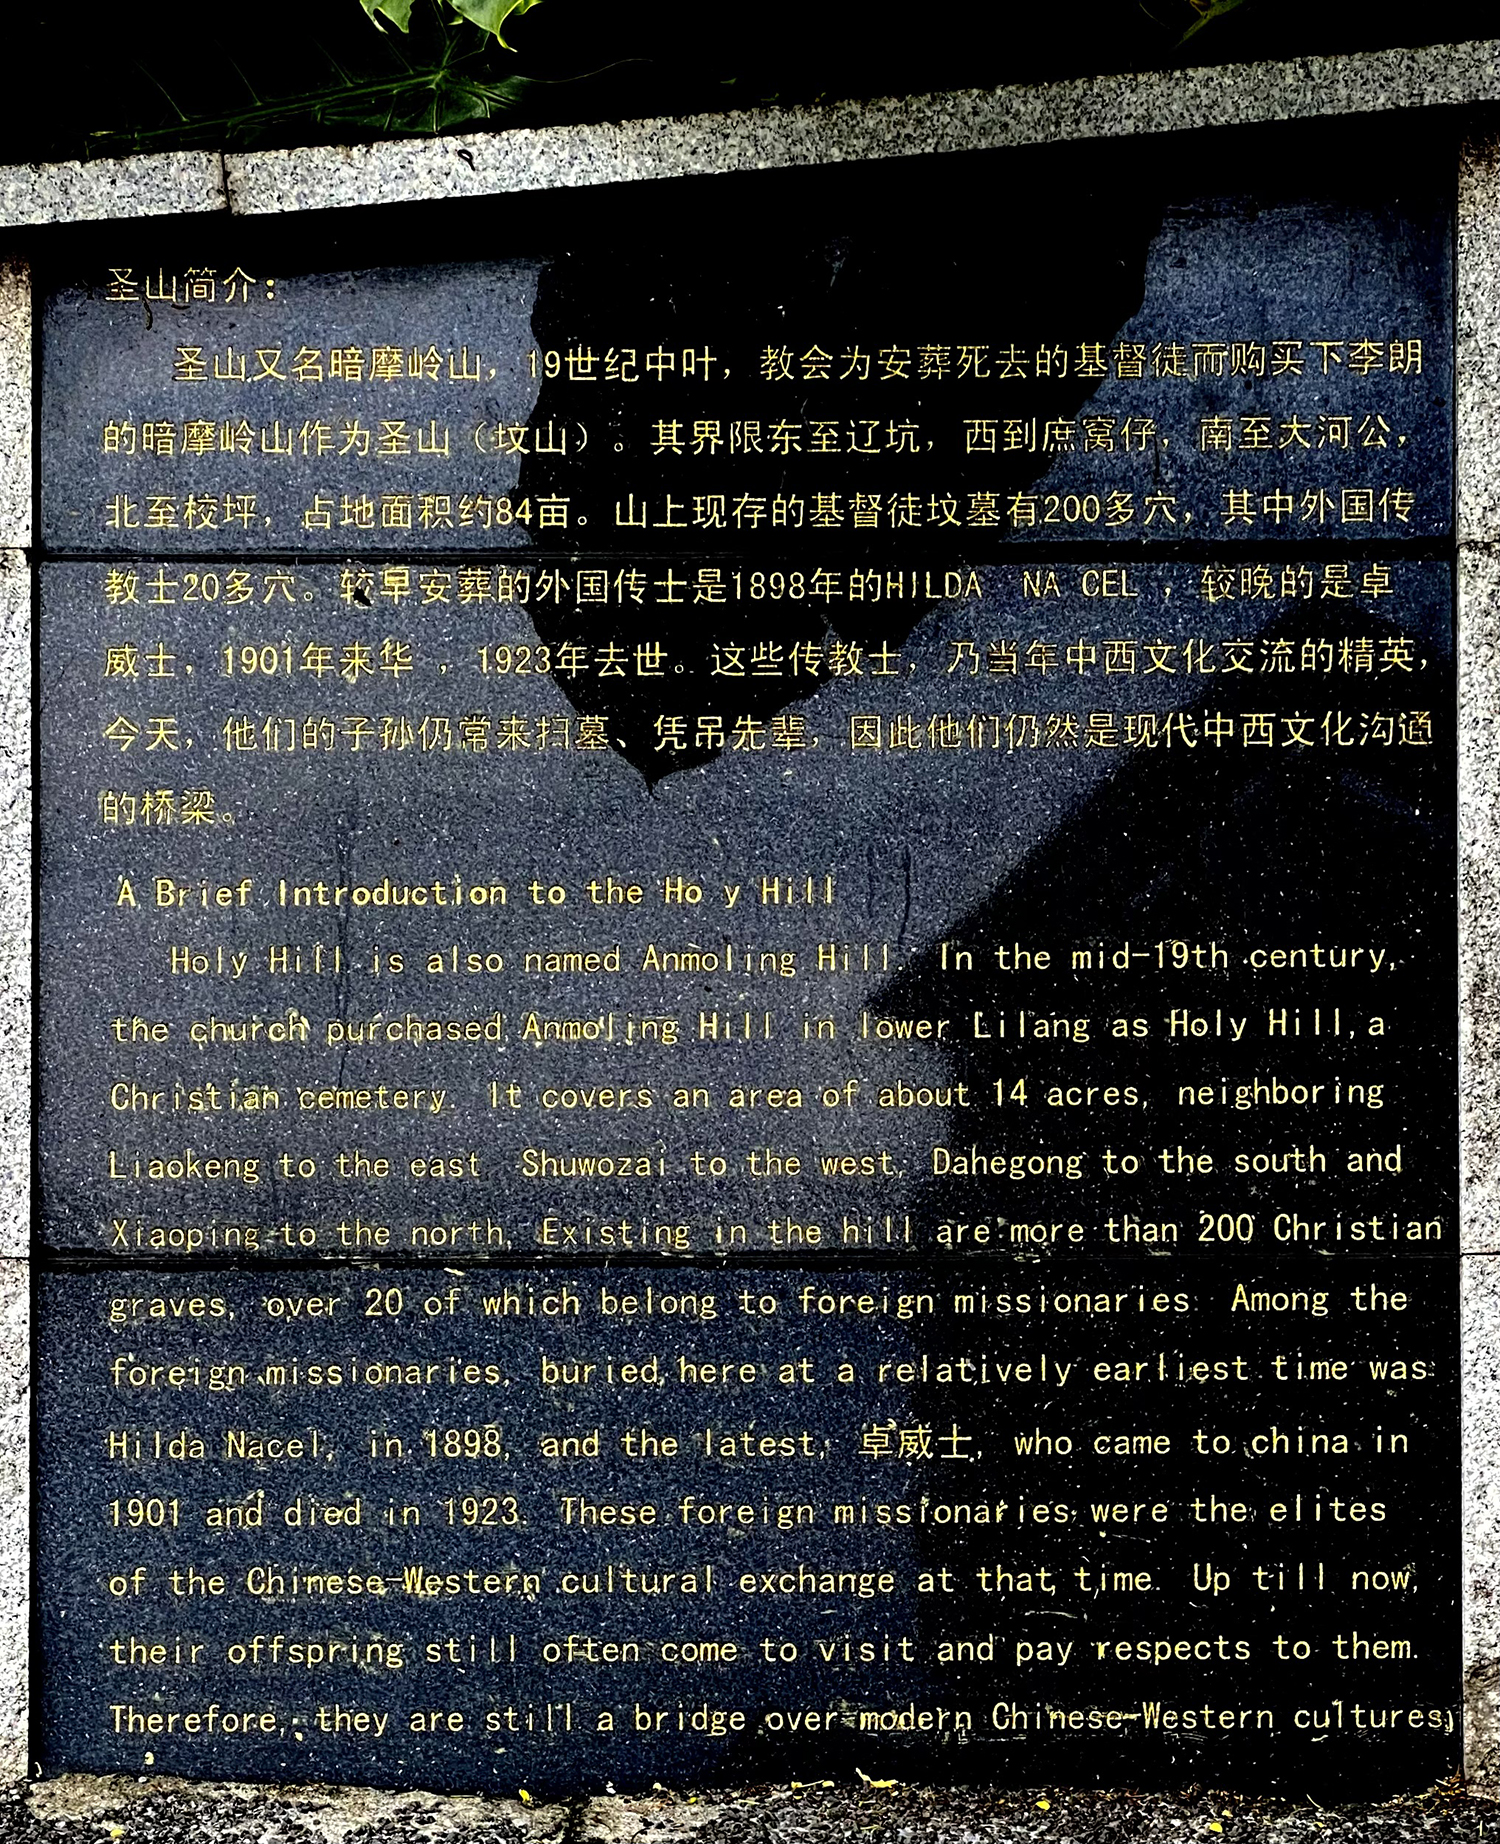 圣山简介：
圣山又名暗摩岭山，19世纪中叶，教会为安葬死去的基督徒而购买下李朗
的暗摩岭山作为圣山（坟山）。其界限东至辽坑，西到庶窝仔，南至大河公，
北至校坪，占地面积约84亩。山上现存的基督徒坟墓有200多穴，其中外国传
教士20多穴。较早安葬的外国传士是1898年的HILDA NA CEL ，较晚的是卓
威士，1901年来华 ，1923年去世。这些传教士，乃当年中西文化交流的精英，
今天，他们的子孙仍常来扫墓、凭吊先辈，因此他们仍然是现代中西文化沟通
的桥梁。
A Brief Introduction to the Ho y Hill
Holy Hill is also named Anmoling Hill. In the mid-19th century,
the church purchased Anmoling Hill in lower Lilang as Holy Hill, a
Christian cemetery. It covers an area of about 14 acres, neighboring
Liaokeng to the east Shuwozai to the west, Dahegong to the south and
Xiaoping to the north, Existing in the hill are more than 200 Christian
graves, over 20 of which belong to foreign missionaries Among the
foreign missionaries, buried here at a relatively earliest time was
Hilda Nacel, in 1898, and the latest, 卓威士, who came to china in
1901 and died in 1923. These foreign missionaries were the elites
of the Chinese-Western cultural exchange at that time. Up till now,
their offspring still often come to visit and pay respects to them.
Therefore, they are still a bridge over modern Chinese-Western cultures,